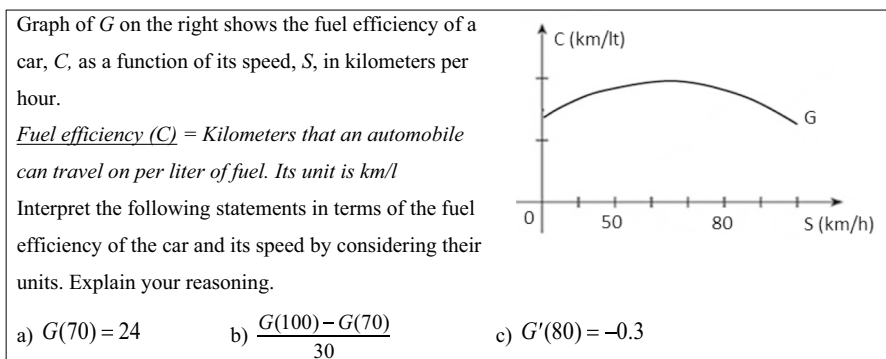 Graph of G on the right shows the fuel efficiency of a
car, C, as a function of its speed, S, in kilometers per
hour.
Fuel efficiency (C) = Kilometers that an automobile
can travel on per liter of fuel. Its unit is km/l
Interpret the following statements in terms of the fuel
efficiency of the car and its speed by considering their
units. Explain your reasoning.
C (km/lt)
G
0 50 80 S (km/h)
a) G(70) = 24 b) \frac{G(100) − G(70)}{30} c) G′(80) = −0.3